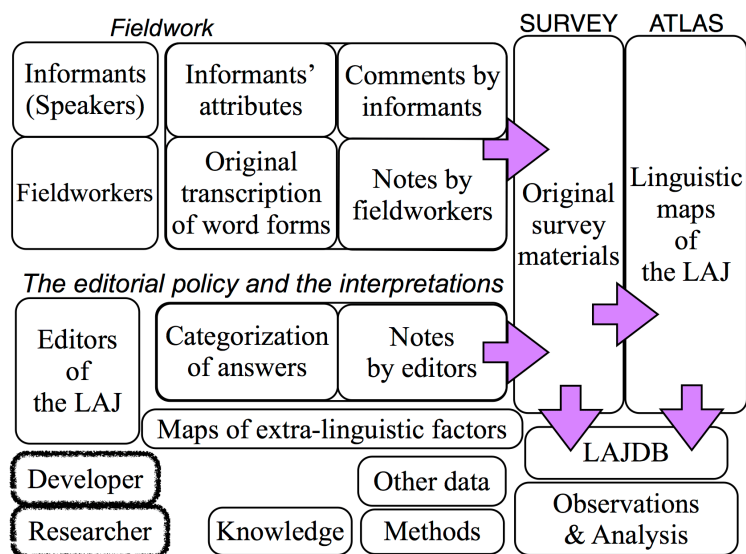 Fieldwork
SURVEY
ATLAS
Informants
(Speakers)
Informants’
attributes
Comments by
informants
Fieldworkers
Original
transcription
of word forms
Notes by
fieldworkers
Original
survey
materials
Linguistic
maps
of
the LAJ
The editorial policy and the interpretations
Editors
of
the LAJ
Categorization
of answers
Notes
by editors
Maps of extra-linguistic factors
LAJDB
Developer
Other data
Researcher
Knowledge
Methods
Observations
& Analysis